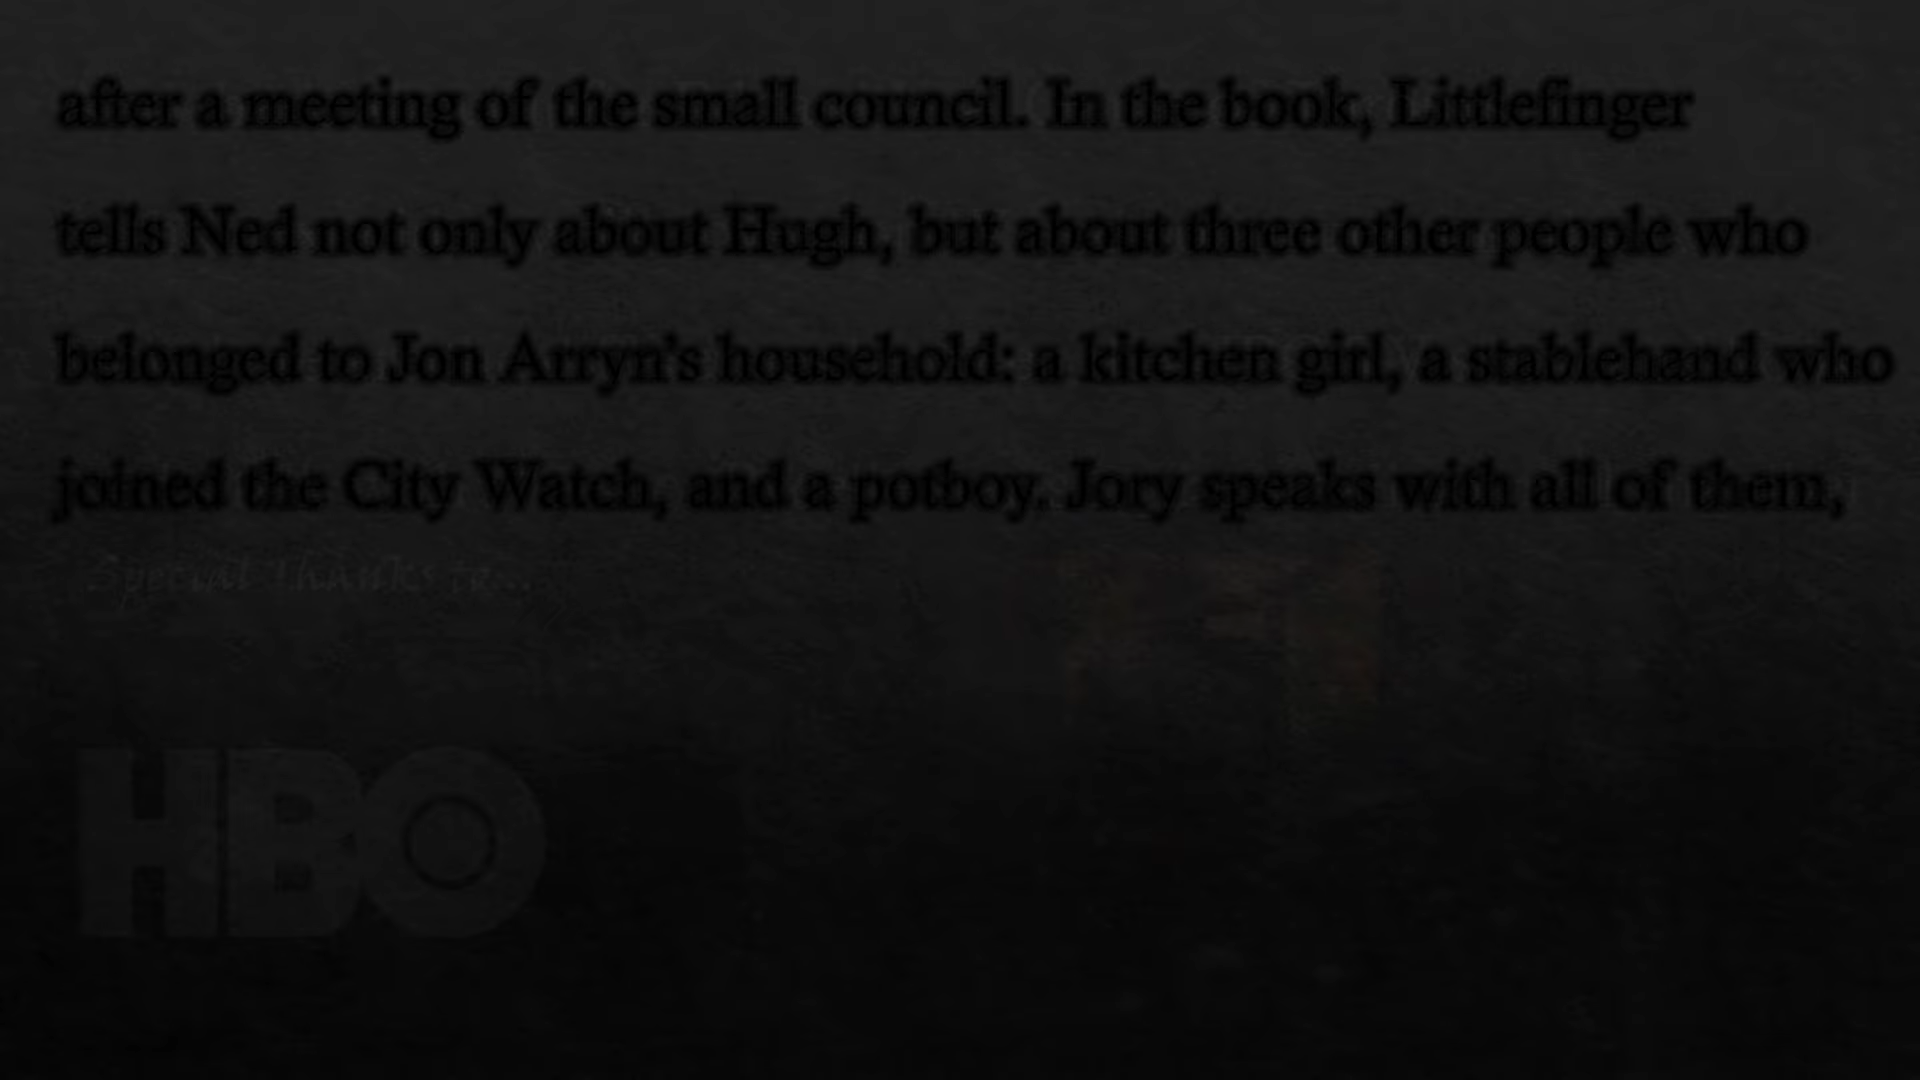 after a meeting of the small council. In the book, Littlefinger
tells Ned not only about Hugh, but about three other people who
belonged to Jon Arryn's household: a kitchen girl, a stablehand who
joined the City Watch, and a potboy. Jory speaks with all of them,
Special Thanks to...
HBO